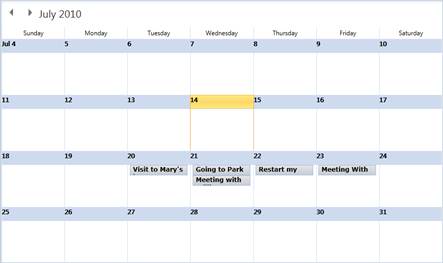 July 2010
Sunday Monday Tuesday Wednesday Thursday Friday Saturday
Jul 4 5 6 7 8 9 10
11 12 13 14 15 16 17
18 19 20 21 22 23 24
Visit to Mary's Going to Park Restart my Meeting With
Meeting with
25 26 27 28 29 30 31